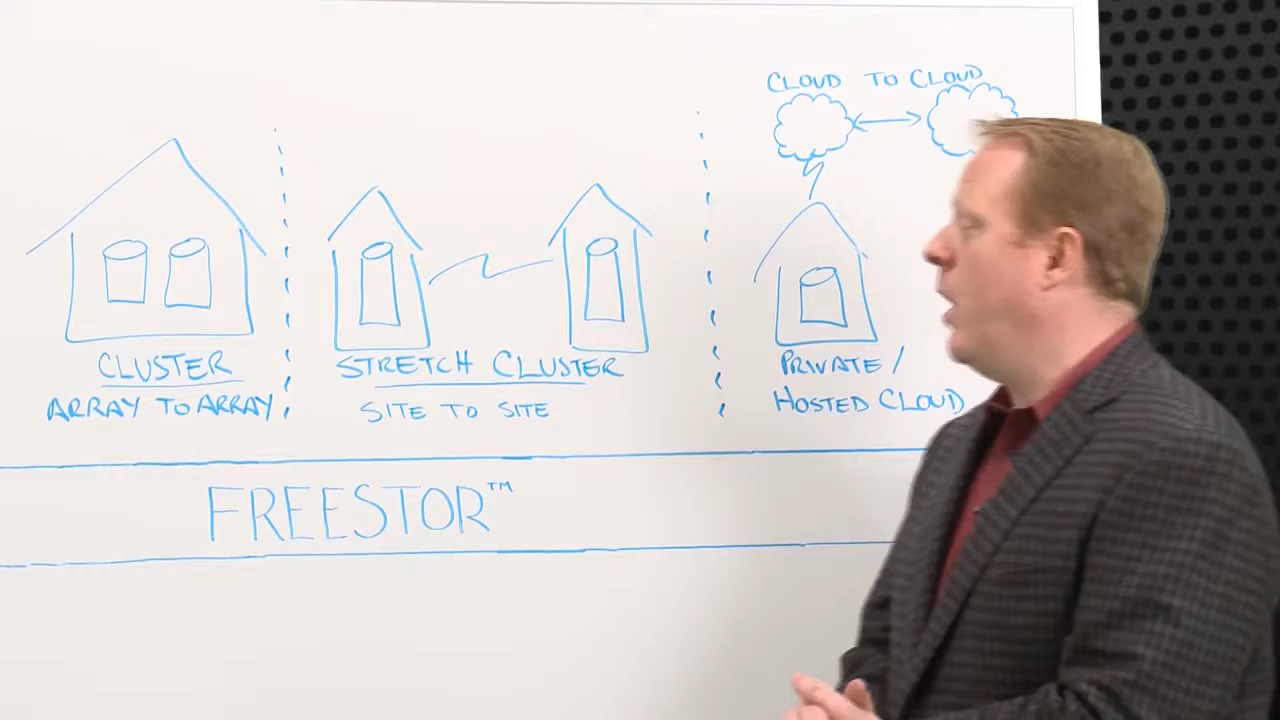 CLOUD TO CLOUD
CLUSTER
ARRAY TO ARRAY
STRETCH CLUSTER
SITE TO SITE
PRIVATE/
HOSTED CLOUD
FREESTOR™